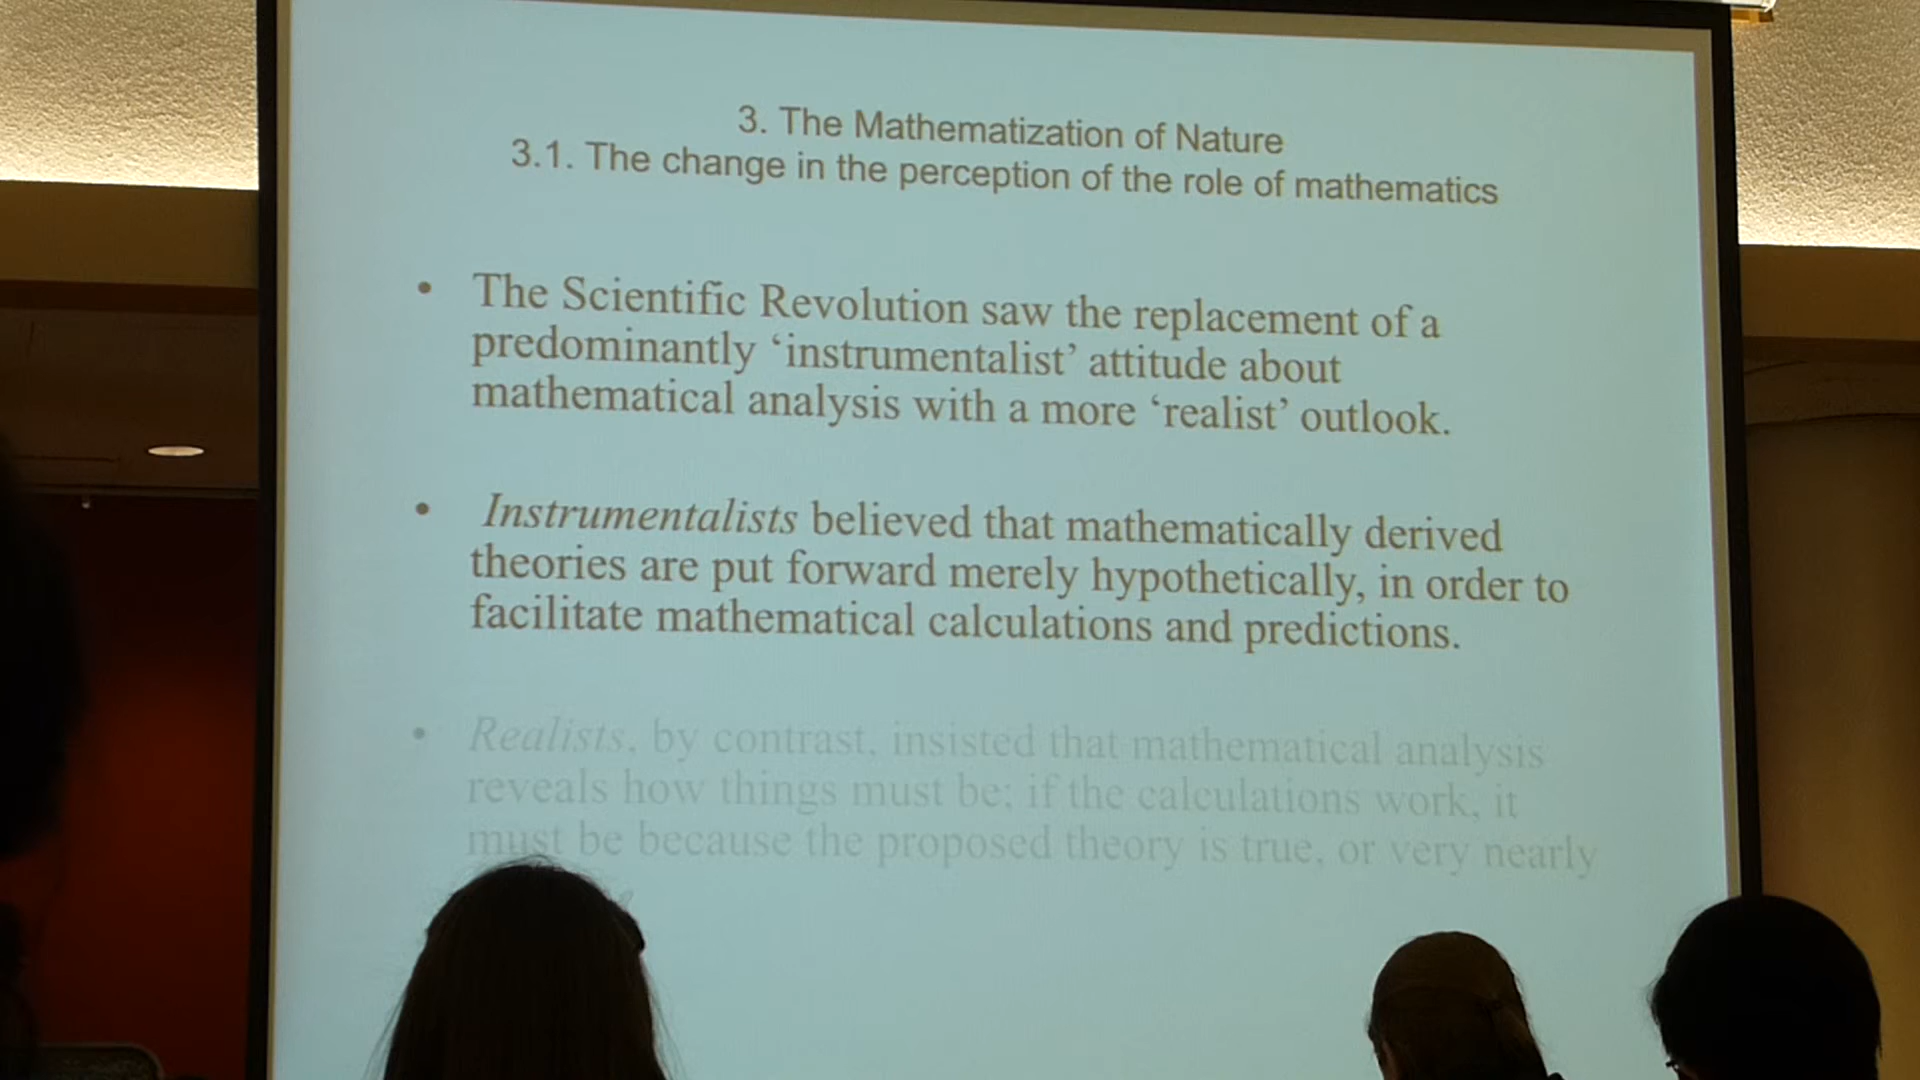 3. The Mathematization of Nature
3.1. The change in the perception of the role of mathematics
• The Scientific Revolution saw the replacement of a
predominantly ‘instrumentalist’ attitude about
mathematical analysis with a more ‘realist’ outlook.
• Instrumentalists believed that mathematically derived
theories are put forward merely hypothetically, in order to
facilitate mathematical calculations and predictions.
• Realists, by contrast, insisted that mathematical analysis
reveals how things must be; if the calculations work, it
must be because the proposed theory is true, or very nearly